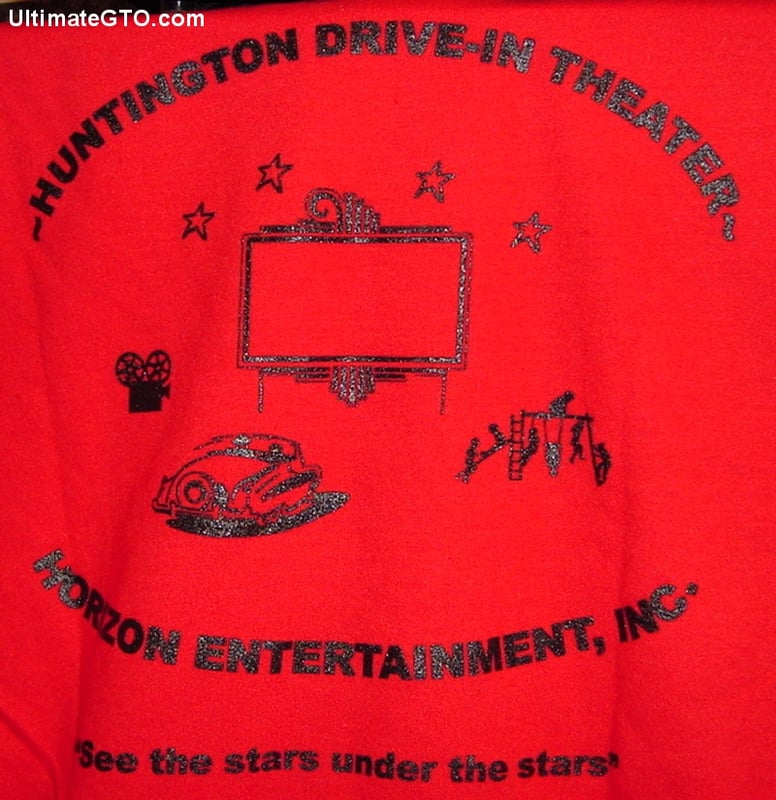 UltimateGTO.com
~HUNTINGTON DRIVE-IN THEATER~
HORIZON ENTERTAINMENT, INC.
"See the stars under the stars"